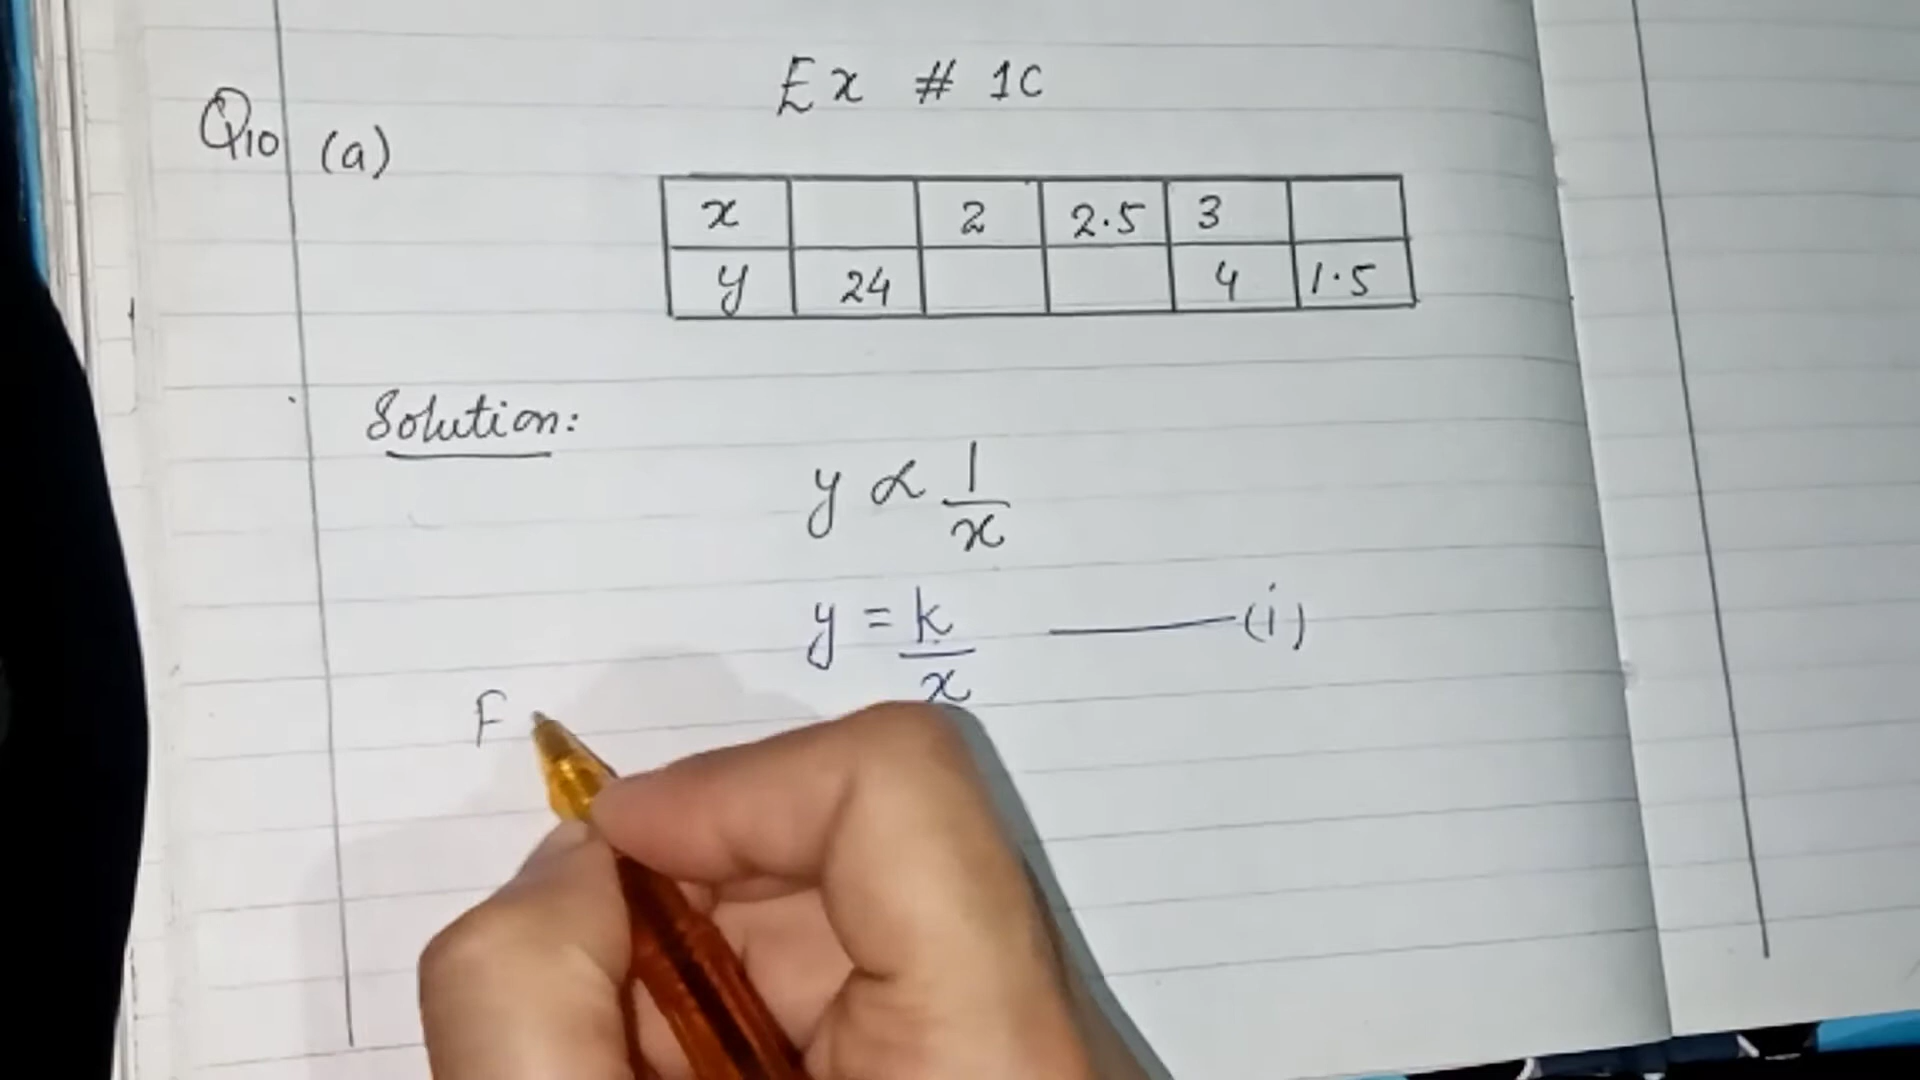 Ex # 1C
Q10 (a)
x 2 2.5 3
y 24 4 1.5
Solution:
y ∝ 1/x
y = k/x ——— (i)
F